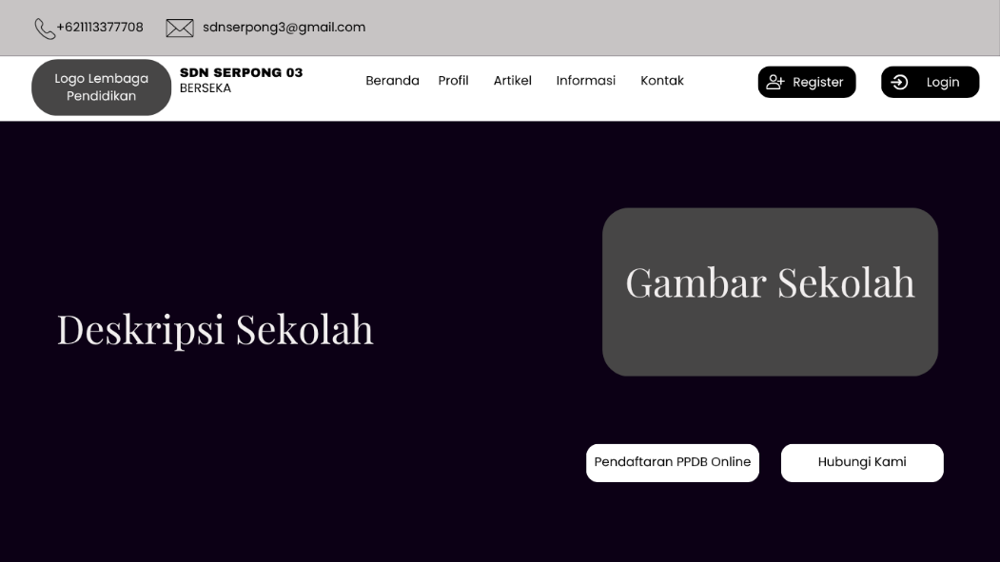 +621113377708 sdnserpong3@gmail.com
Logo Lembaga
Pendidikan
SDN SERPONG 03
BERSEKA
Beranda Profil Artikel Informasi Kontak
Register Login
Gambar Sekolah
Deskripsi Sekolah
Pendaftaran PPDB Online Hubungi Kami